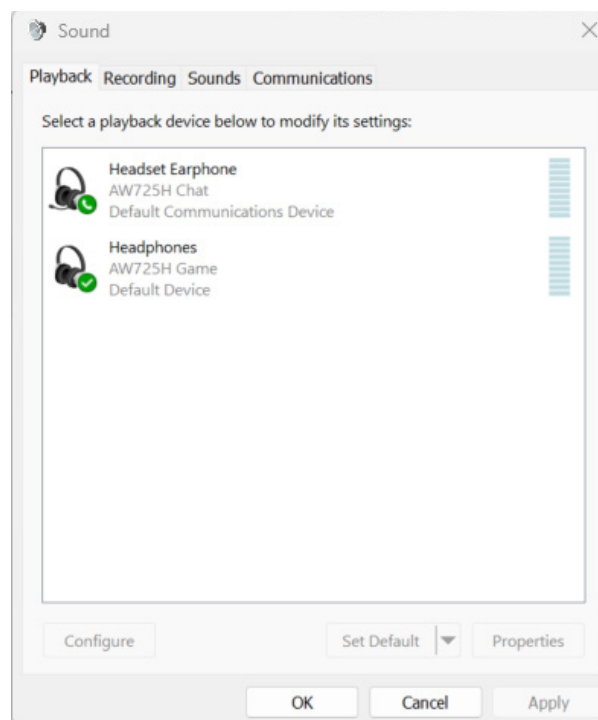 Sound
Playback Recording Sounds Communications
Select a playback device below to modify its settings:
Headset Earphone
AW725H Chat
Default Communications Device
Headphones
AW725H Game
Default Device
Configure Set Default Properties
OK Cancel Apply